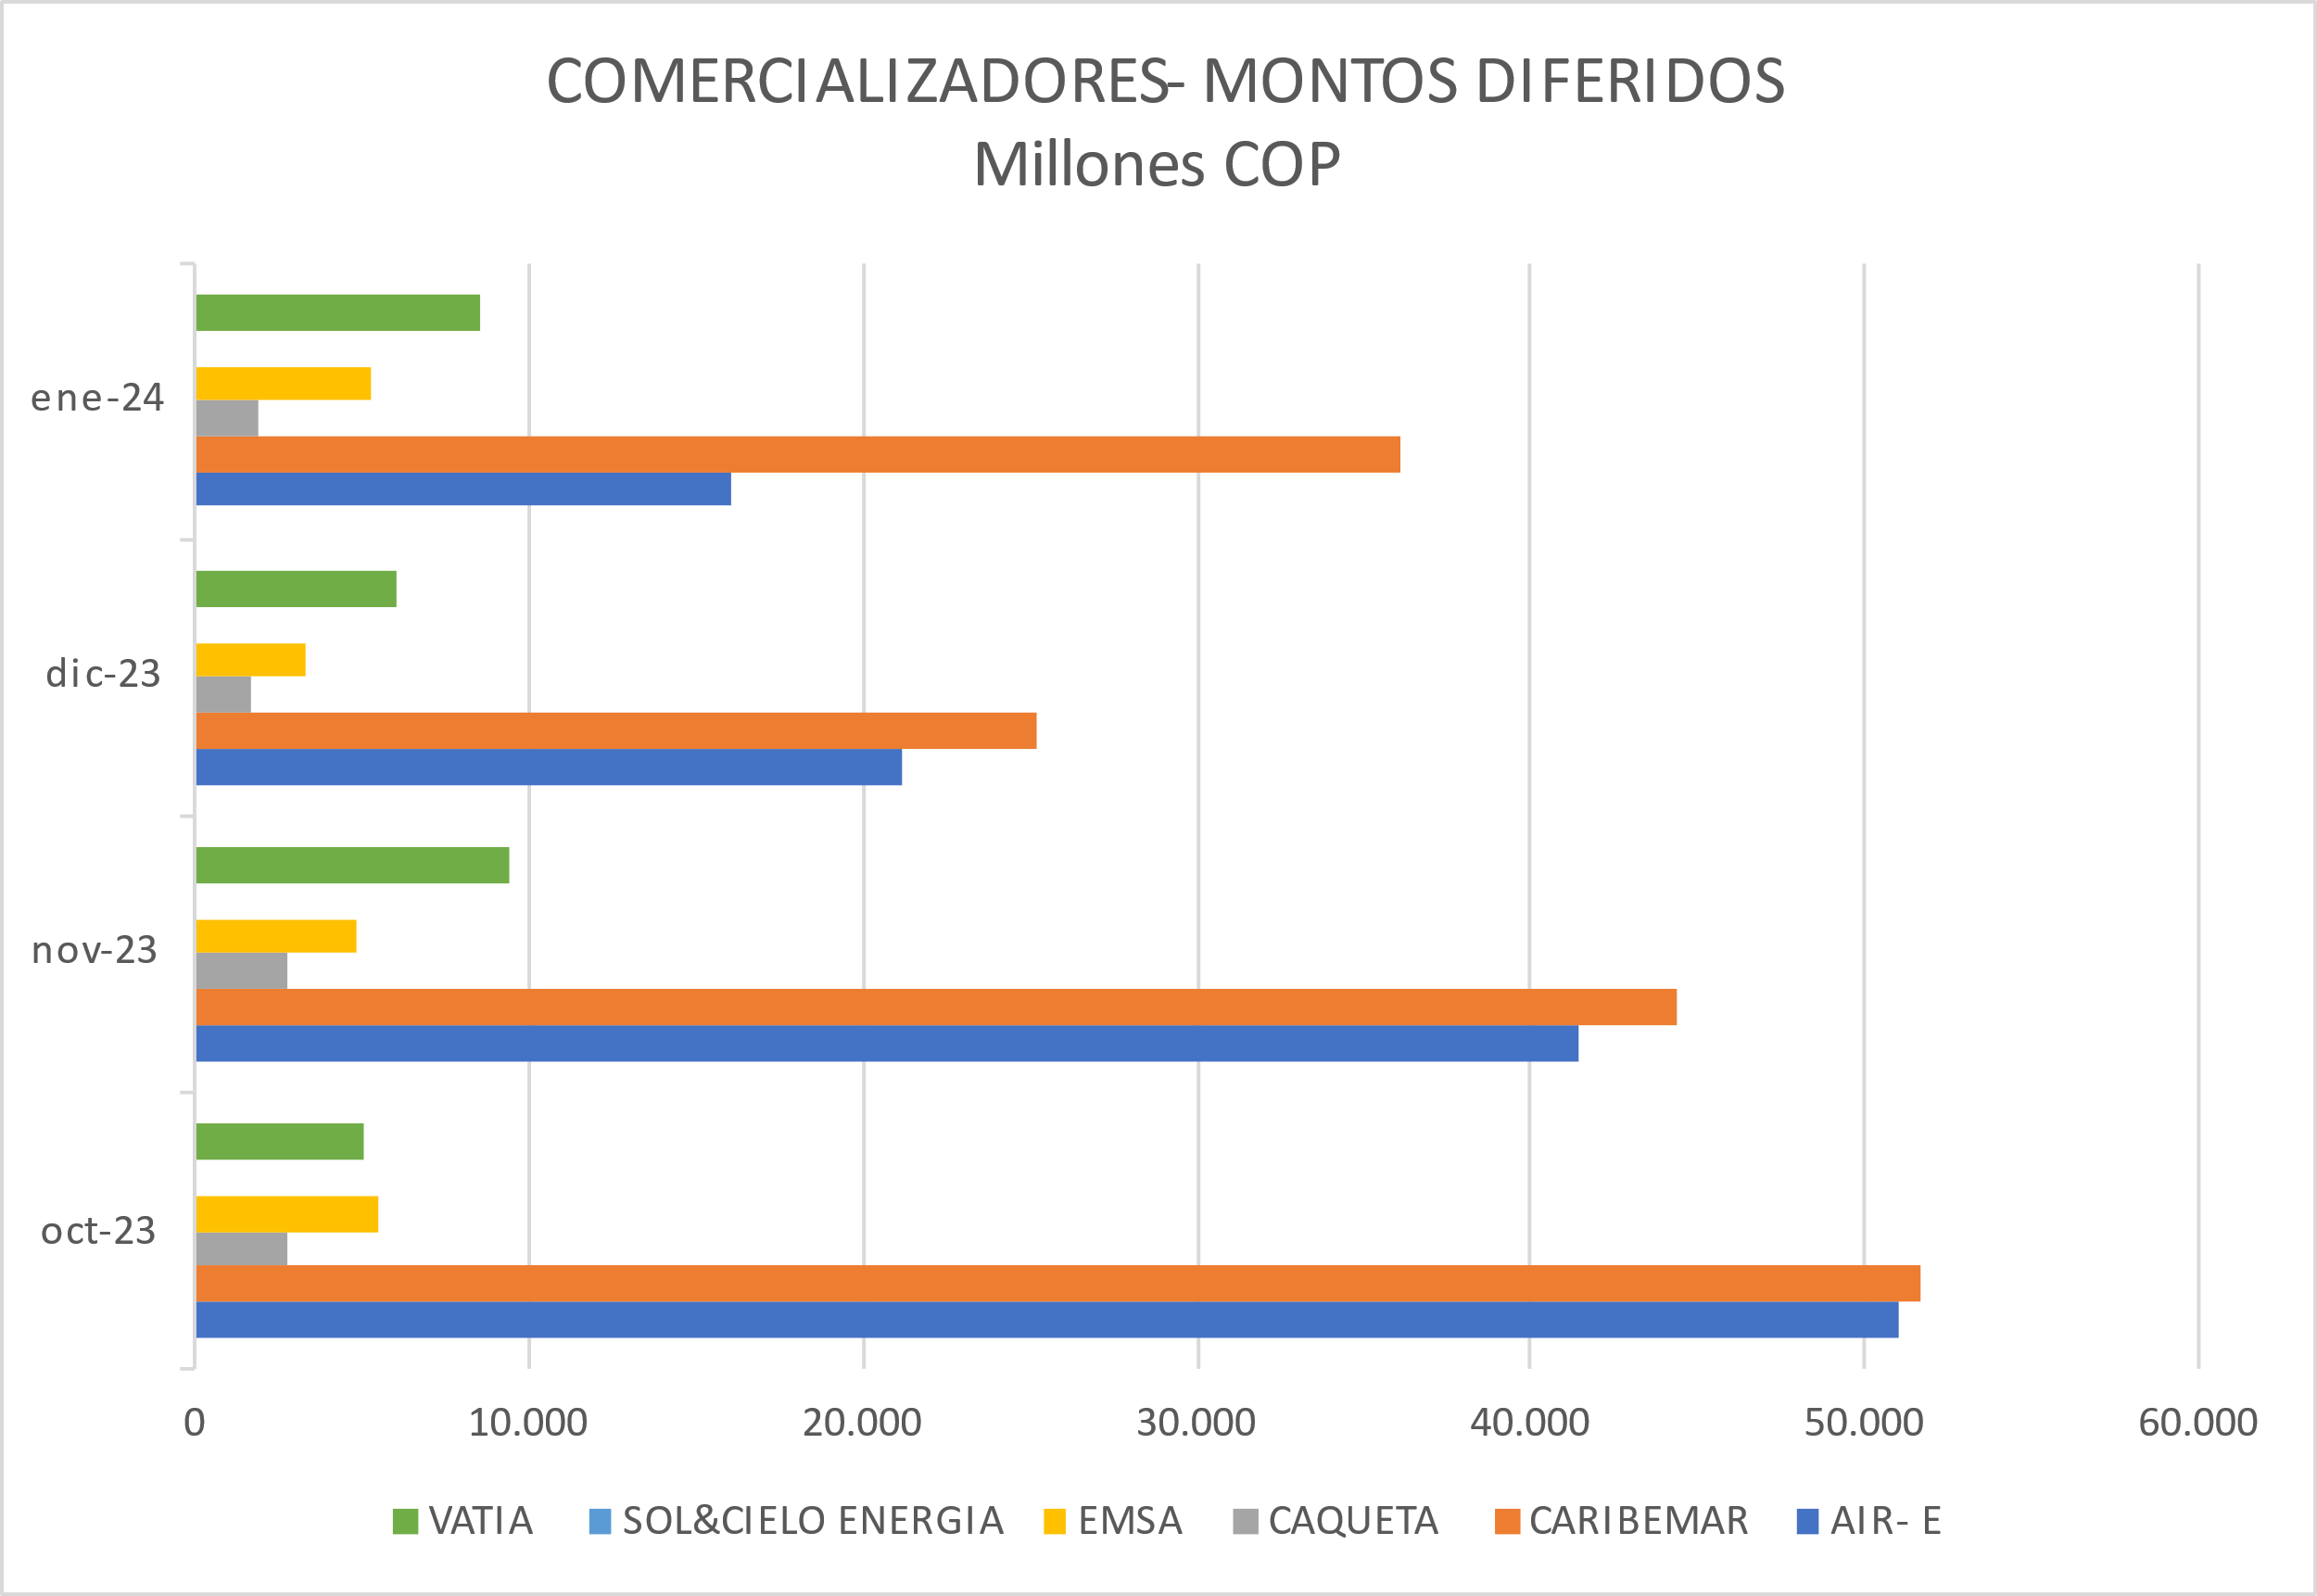 COMERCIALIZADORES- MONTOS DIFERIDOS
Millones COP
ene-24
dic-23
nov-23
oct-23
0 10.000 20.000 30.000 40.000 50.000 60.000
VATIA SOL&CIELO ENERGIA EMSA CAQUETA CARIBEMAR AIR- E